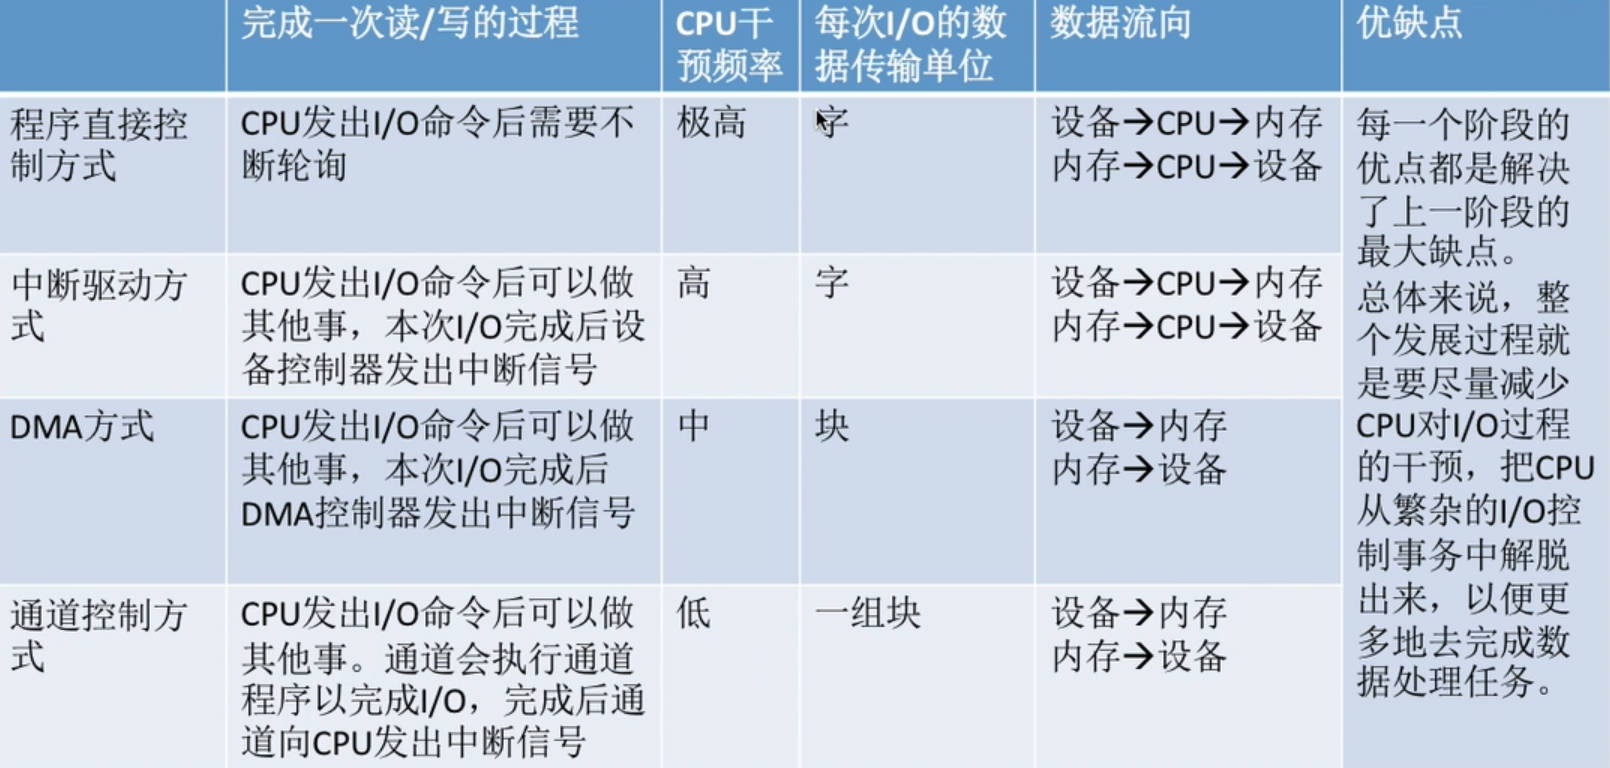 完成一次读/写的过程
CPU干
预频率
每次I/O的数
据传输单位
数据流向
优缺点
程序直接控
制方式
CPU发出I/O命令后需要不
断轮询
极高
字
设备→CPU→内存
内存→CPU→设备
每一个阶段的
优点都是解决
了上一阶段的
最大缺点。
总体来说，整
个发展过程就
是要尽量减少
CPU对I/O过程
的干预，把CPU
从繁杂的I/O控
制事务中解脱
出来，以便更
多地去完成数
据处理任务。
中断驱动方
式
CPU发出I/O命令后可以做
其他事，本次I/O完成后设
备控制器发出中断信号
高
字
设备→CPU→内存
内存→CPU→设备
DMA方式
CPU发出I/O命令后可以做
其他事，本次I/O完成后
DMA控制器发出中断信号
中
块
设备→内存
内存→设备
通道控制方
式
CPU发出I/O命令后可以做
其他事。通道会执行通道
程序以完成I/O，完成后通
道向CPU发出中断信号
低
一组块
设备→内存
内存→设备